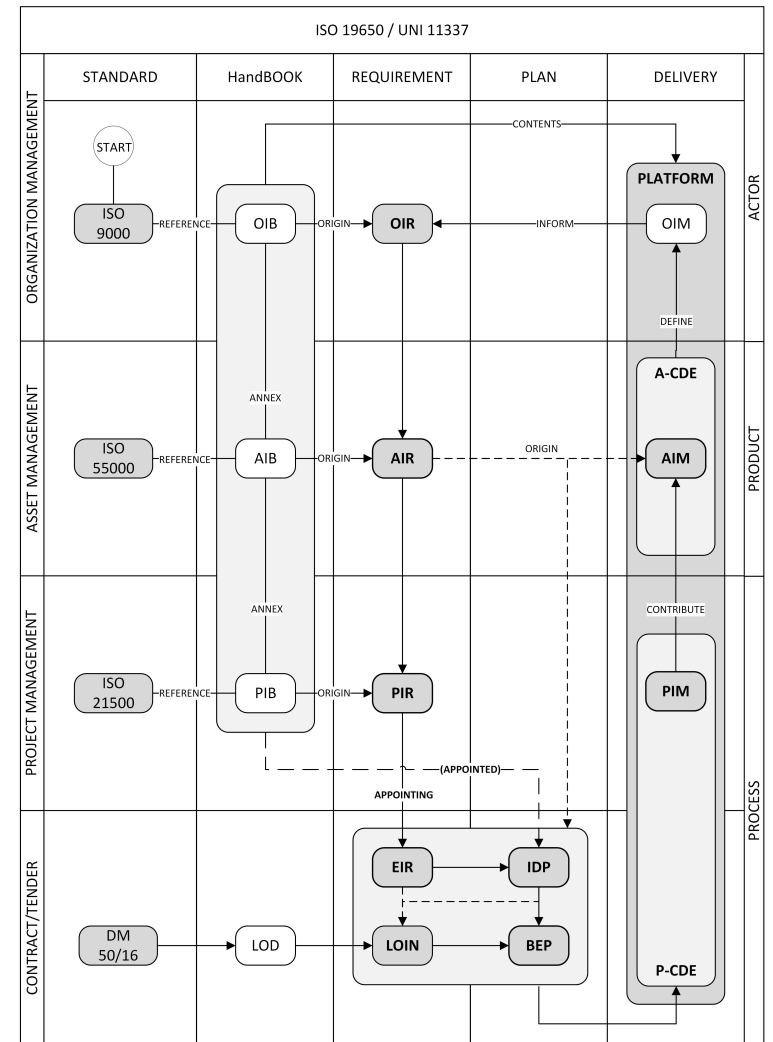 ISO 19650 / UNI 11337
STANDARD
HandBOOK
REQUIREMENT
PLAN
DELIVERY
ORGANIZATION MANAGEMENT
ACTOR
START
CONTENTS
PLATFORM
ISO
9000
REFERENCE
OIB
ORIGIN
OIR
INFORM
OIM
DEFINE
ASSET MANAGEMENT
PRODUCT
A-CDE
ANNEX
ISO
55000
REFERENCE
AIB
ORIGIN
AIR
ORIGIN
AIM
PROJECT MANAGEMENT
PROCESS
ANNEX
CONTRIBUTE
ISO
21500
REFERENCE
PIB
ORIGIN
PIR
PIM
(APPOINTED)
APPOINTING
CONTRACT/TENDER
EIR
IDP
DM
50/16
LOD
LOIN
BEP
P-CDE